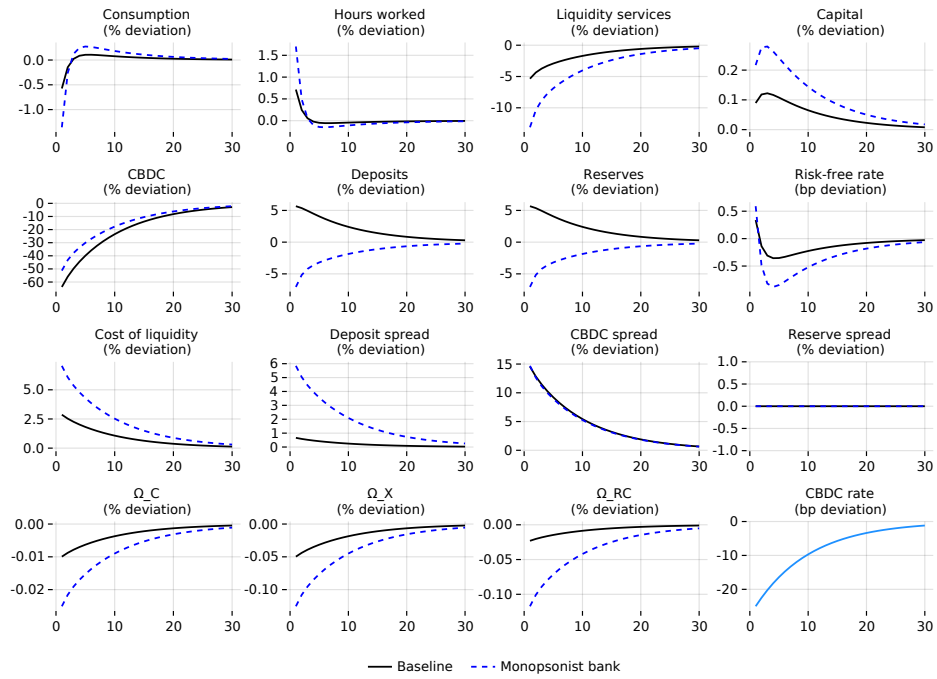 Consumption
(% deviation)
0.0
-0.5
-1.0
0 10 20 30
Hours worked
(% deviation)
1.5
1.0
0.5
0.0
0 10 20 30
Liquidity services
(% deviation)
0
-5
-10
0 10 20 30
Capital
(% deviation)
0.2
0.1
0.0
0 10 20 30
CBDC
(% deviation)
0
-10
-20
-30
-40
-50
-60
0 10 20 30
Deposits
(% deviation)
5
0
-5
0 10 20 30
Reserves
(% deviation)
5
0
-5
0 10 20 30
Risk-free rate
(bp deviation)
0.5
0.0
-0.5
0 10 20 30
Cost of liquidity
(% deviation)
5.0
2.5
0.0
0 10 20 30
Deposit spread
(% deviation)
6
5
4
3
2
1
0
0 10 20 30
CBDC spread
(% deviation)
15
10
5
0
0 10 20 30
Reserve spread
(% deviation)
1.0
0.5
0.0
-0.5
-1.0
0 10 20 30
Ω_C
(% deviation)
0.00
-0.01
-0.02
0 10 20 30
Ω_X
(% deviation)
0.00
-0.05
-0.10
0 10 20 30
Ω_RC
(% deviation)
0.00
-0.05
-0.10
0 10 20 30
CBDC rate
(bp deviation)
0
-10
-20
0 10 20 30
Baseline Monopsonist bank